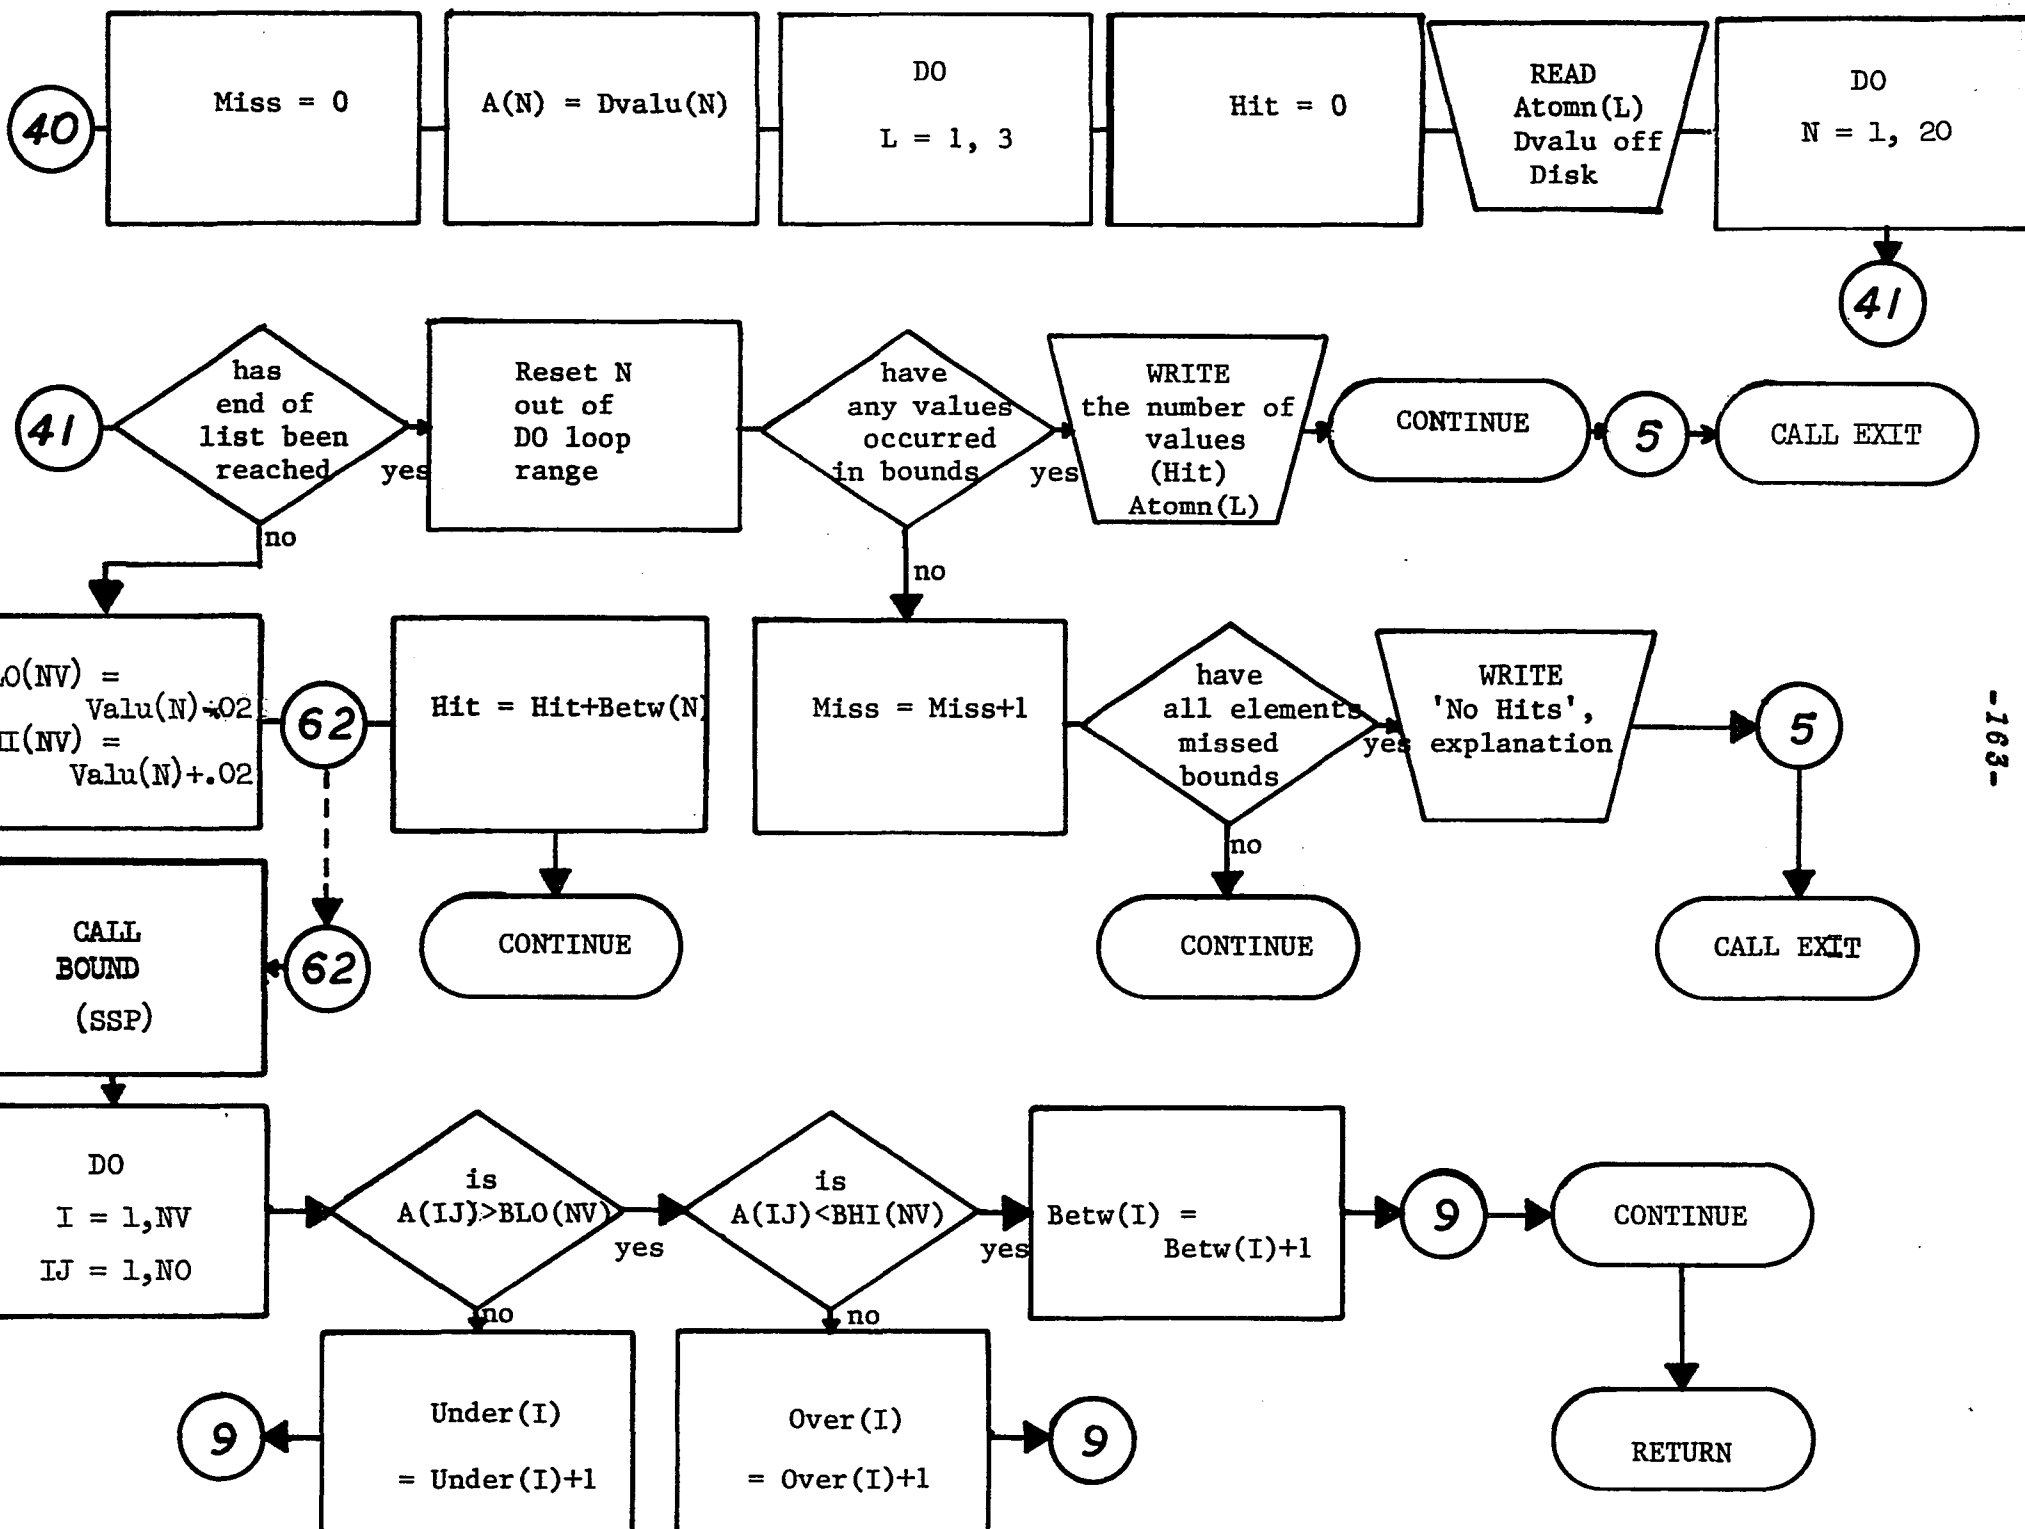 40
Miss = 0
A(N) = Dvalu(N)
DO
L = 1, 3
Hit = 0
READ
Atomn(L)
Dvalu off
Disk
DO
N = 1, 20
41
41
has
end of
list been
reached
yes
no
Reset N
out of
DO loop
range
have
any values
occurred
in bounds
yes
no
WRITE
the number of
values
(Hit)
Atomn(L)
CONTINUE
5
CALL EXIT
LO(NV) =
Valu(N)-.02
II(NV) =
Valu(N)+.02
62
Hit = Hit+Betw(N)
CONTINUE
Miss = Miss+1
have
all elements
missed
bounds
yes
no
CONTINUE
WRITE
'No Hits',
explanation
5
CALL EXIT
-163-
62
CALL
BOUND
(SSP)
DO
I = 1,NV
IJ = 1,NO
is
A(IJ)>BLO(NV)
yes
no
is
A(IJ)<BHI(NV)
yes
no
Betw(I) =
Betw(I)+1
9
CONTINUE
RETURN
Under(I)
= Under(I)+1
9
Over(I)
= Over(I)+1
9